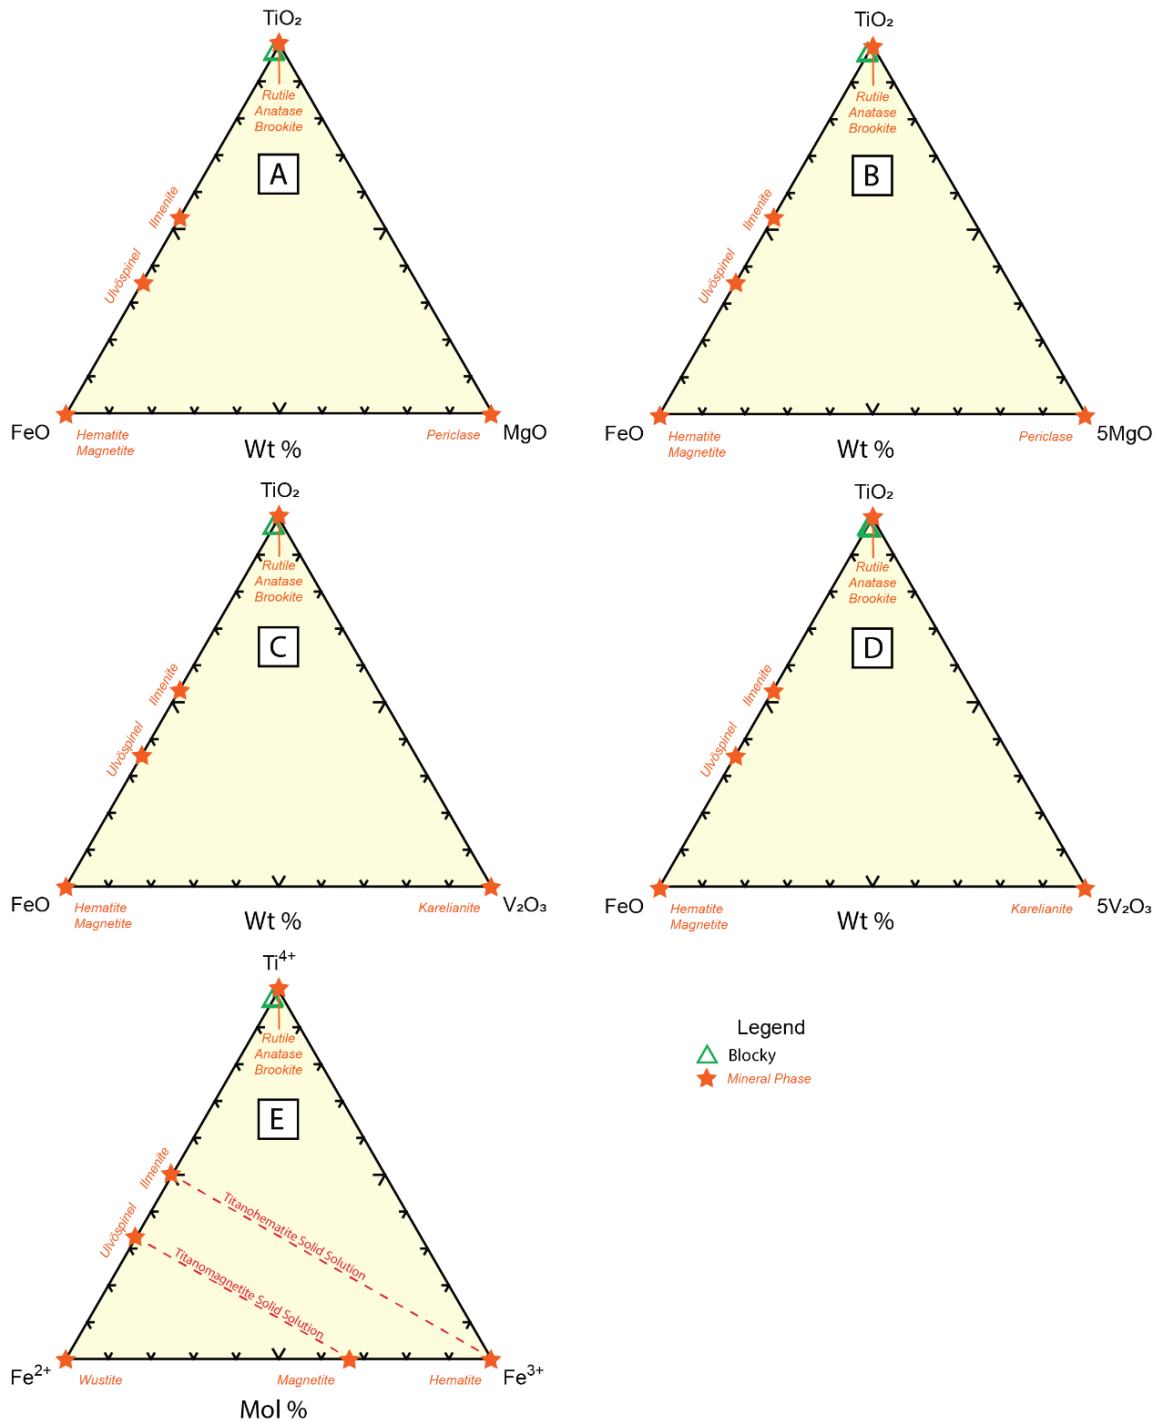 TiO₂
Rutile
Anatase
Brookite
A
Ilmenite
Ulvöspinel
FeO
Hematite
Magnetite
Wt %
Periclase
MgO
TiO₂
Rutile
Anatase
Brookite
B
Ilmenite
Ulvöspinel
FeO
Hematite
Magnetite
Wt %
Periclase
5MgO
TiO₂
Rutile
Anatase
Brookite
C
Ilmenite
Ulvöspinel
FeO
Hematite
Magnetite
Wt %
Karelianite
V₂O₃
TiO₂
Rutile
Anatase
Brookite
D
Ilmenite
Ulvöspinel
FeO
Hematite
Magnetite
Wt %
Karelianite
5V₂O₃
Ti⁴⁺
Rutile
Anatase
Brookite
E
Ilmenite
Ulvöspinel
Titanohematite Solid Solution
Titanomagnetite Solid Solution
Fe²⁺
Wustite
Magnetite
Hematite
Fe³⁺
Mol %
Legend
Blocky
Mineral Phase